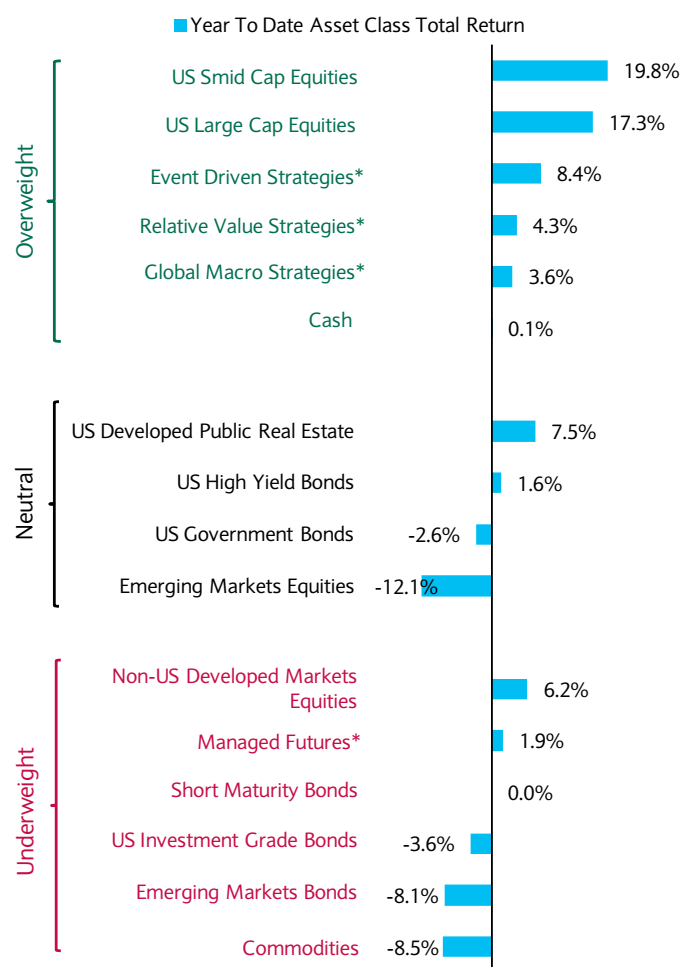 Year To Date Asset Class Total Return
Overweight
US Smid Cap Equities 19.8%
US Large Cap Equities 17.3%
Event Driven Strategies* 8.4%
Relative Value Strategies* 4.3%
Global Macro Strategies* 3.6%
Cash 0.1%
Neutral
US Developed Public Real Estate 7.5%
US High Yield Bonds 1.6%
US Government Bonds -2.6%
Emerging Markets Equities -12.1%
Underweight
Non-US Developed Markets
Equities 6.2%
Managed Futures* 1.9%
Short Maturity Bonds 0.0%
US Investment Grade Bonds -3.6%
Emerging Markets Bonds -8.1%
Commodities -8.5%